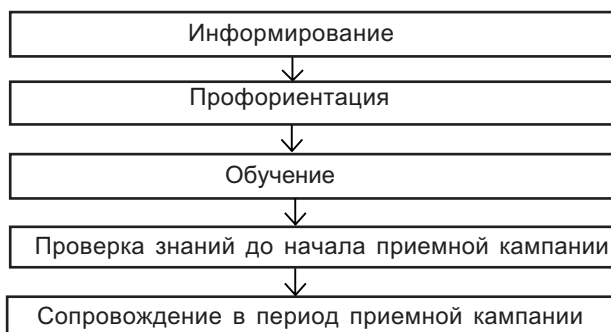 Информирование
Профориентация
Обучение
Проверка знаний до начала приемной кампании
Сопровождение в период приемной кампании